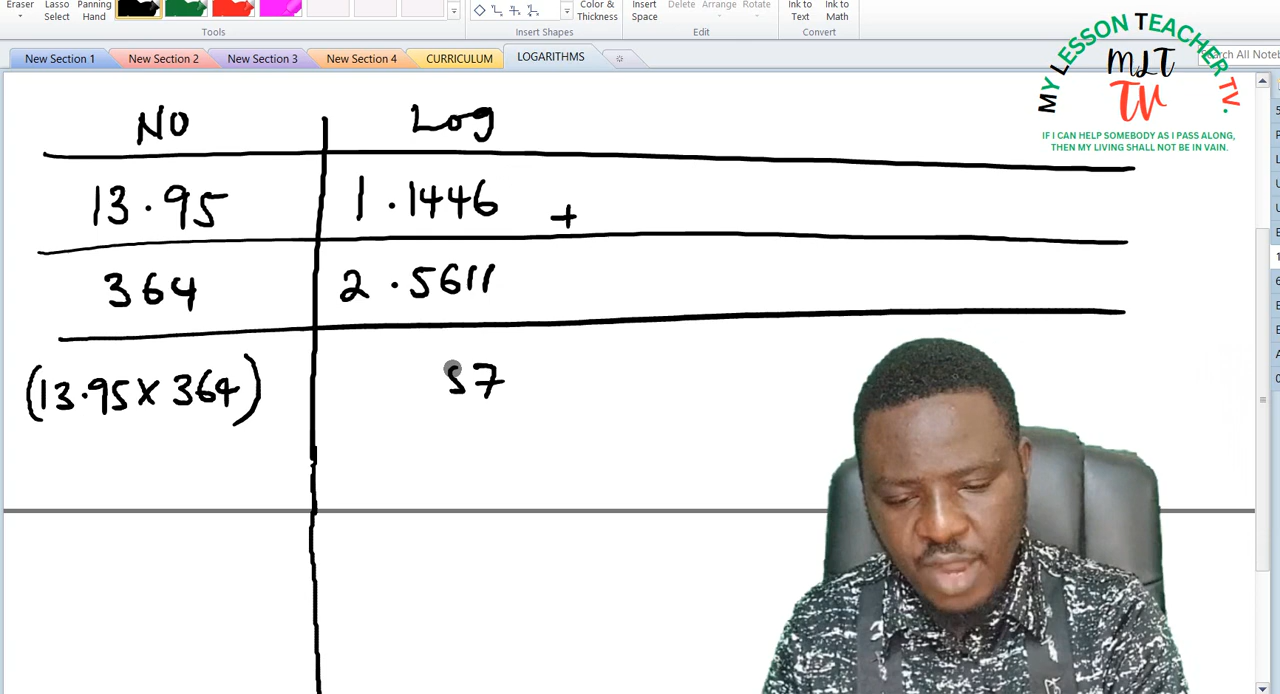 Eraser
Lasso Select
Panning Hand
Color & Thickness
Insert Space
Delete
Arrange
Rotate
Ink to Text
Ink to Math
Tools
Insert Shapes
Edit
Convert
New Section 1
New Section 2
New Section 3
New Section 4
CURRICULUM
LOGARITHMS
Search All Noteb
MY LESSON TEACHER TV.
MLT
TV
IF I CAN HELP SOMEBODY AS I PASS ALONG,
THEN MY LIVING SHALL NOT BE IN VAIN.
NO Log
13.95 1.1446 +
364 2.5611
(13.95 × 364) 57